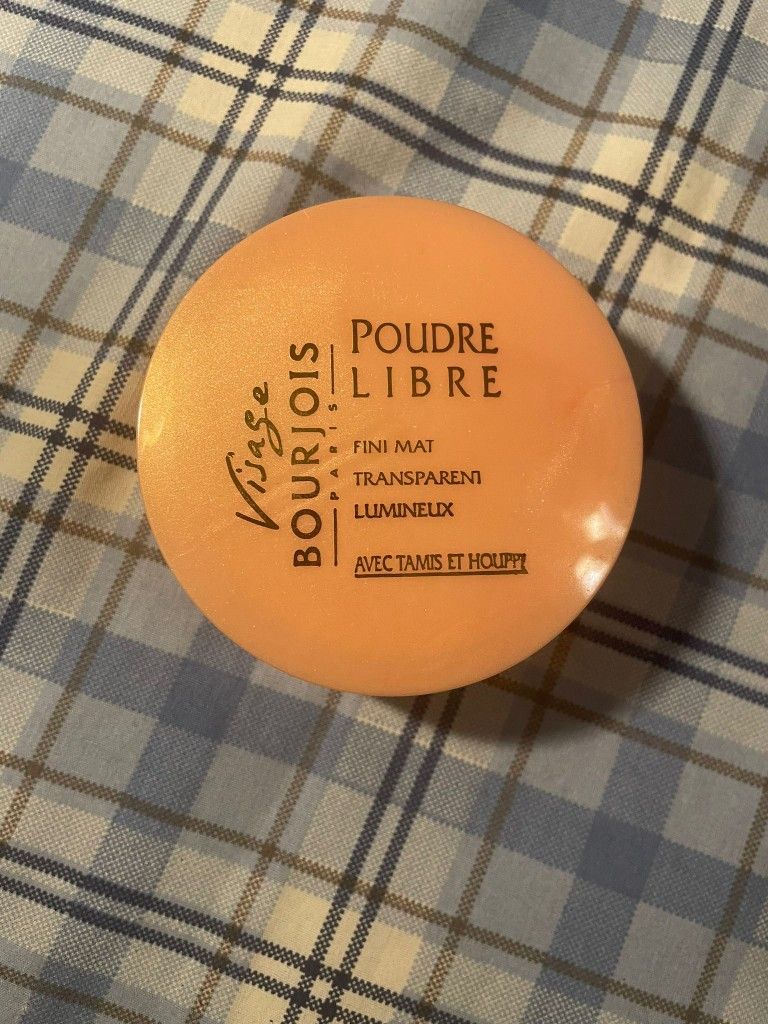 Visage
BOURJOIS
PARIS
POUDRE
LIBRE
FINI MAT
TRANSPARENT
LUMINEUX
AVEC TAMIS ET HOUPPE